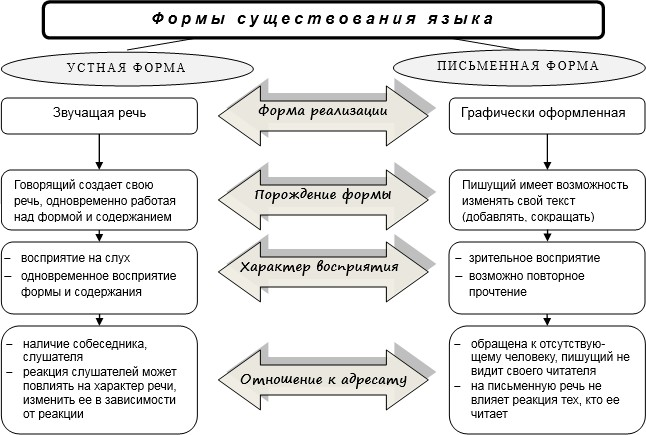 Формы существования языка
УСТНАЯ ФОРМА
ПИСЬМЕННАЯ ФОРМА
Звучащая речь
Форма реализации
Графически оформленная
Говорящий создает свою
речь, одновременно работая
над формой и содержанием
Порождение формы
Пишущий имеет возможность
изменять свой текст
(добавлять, сокращать)
– восприятие на слух
– одновременное восприятие
формы и содержания
Характер восприятия
– зрительное восприятие
– возможно повторное
прочтение
– наличие собеседника,
слушателя
– реакция слушателей может
повлиять на характер речи,
изменить ее в зависимости
от реакции
Отношение к адресату
– обращена к отсутствую-
щему человеку, пишущий не
видит своего читателя
– на письменную речь не
влияет реакция тех, кто ее
читает